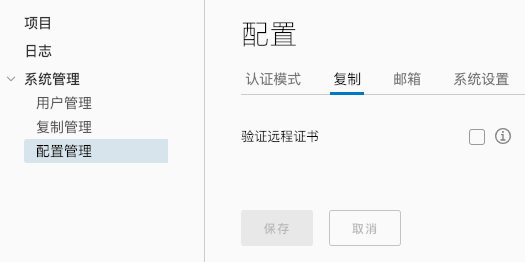 项目
日志
系统管理
用户管理
复制管理
配置管理
配置
认证模式 复制 邮箱 系统设置
验证远程证书
保存 取消